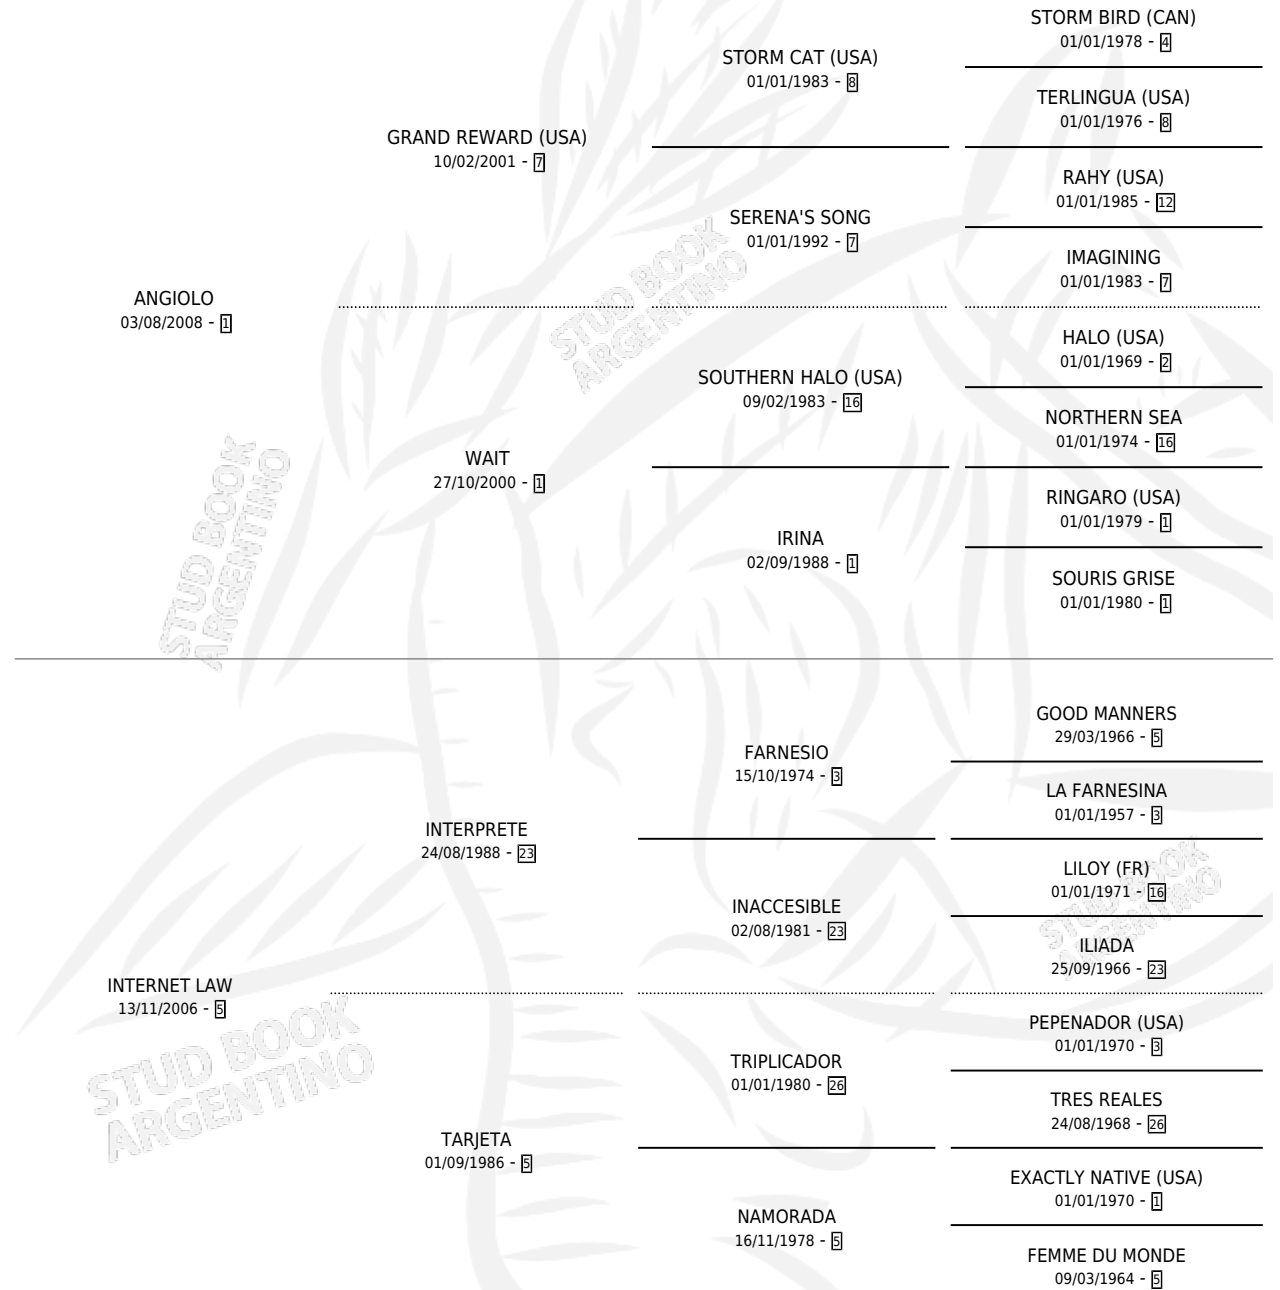 STORM BIRD (CAN)
01/01/1978 - 4
STORM CAT (USA)
01/01/1983 - 8
TERLINGUA (USA)
01/01/1976 - 8
GRAND REWARD (USA)
10/02/2001 - 7
RAHY (USA)
01/01/1985 - 12
SERENA'S SONG
01/01/1992 - 7
IMAGINING
01/01/1983 - 7
ANGIOLO
03/08/2008 - 1
HALO (USA)
01/01/1969 - 2
SOUTHERN HALO (USA)
09/02/1983 - 16
NORTHERN SEA
01/01/1974 - 16
WAIT
27/10/2000 - 1
RINGARO (USA)
01/01/1979 - 1
IRINA
02/09/1988 - 1
SOURIS GRISE
01/01/1980 - 1
GOOD MANNERS
29/03/1966 - 5
FARNESIO
15/10/1974 - 3
LA FARNESINA
01/01/1957 - 3
INTERPRETE
24/08/1988 - 23
LILOY (FR)
01/01/1971 - 16
INACCESIBLE
02/08/1981 - 23
ILIADA
25/09/1966 - 23
INTERNET LAW
13/11/2006 - 5
PEPENADOR (USA)
01/01/1970 - 3
TRIPLICADOR
01/01/1980 - 26
TRES REALES
24/08/1968 - 26
TARJETA
01/09/1986 - 5
EXACTLY NATIVE (USA)
01/01/1970 - 1
NAMORADA
16/11/1978 - 5
FEMME DU MONDE
09/03/1964 - 5
STUD BOOK
ARGENTINO
STUD BOOK
ARGENTINO
STUD BOOK
ARGENTINO
STUD BOOK
ARGENTINO